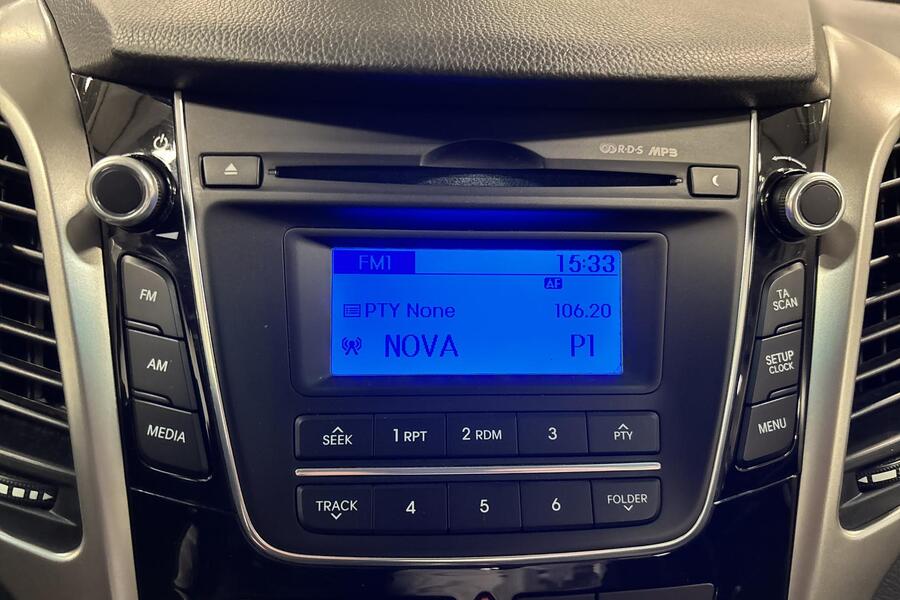 RDS MP3
FM1 15:33
AF
PTY None 106.20
NOVA P1
FM
AM
MEDIA
TA
SCAN
SETUP
CLOCK
MENU
SEEK 1 RPT 2 RDM 3 PTY
TRACK 4 5 6 FOLDER